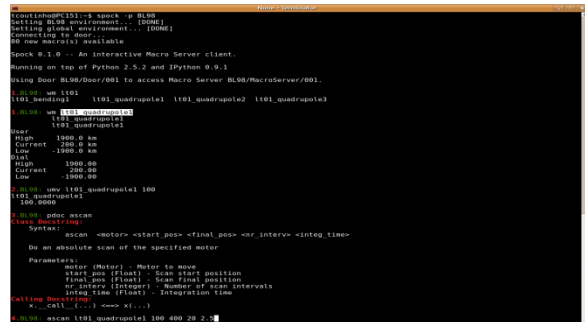 tcoutinho@PC151:~$ spock -p BL98
Setting BL98 environment... [DONE]
Setting global environment... [DONE]
Connecting to door...
80 new macro(s) available
Spock 0.1.0 -- An interactive Macro Server client.
Running on top of Python 2.5.2 and IPython 0.9.1
Using Door BL98/Door/001 to access Macro Server BL98/MacroServer/001.
1.BL98: wm lt01
lt01_bending1 lt01_quadrupole1 lt01_quadrupole2 lt01_quadrupole3
1.BL98: wm lt01_quadrupole1
lt01_quadrupole1
lt01_quadrupole1
User
High 1900.0 km
Current 200.0 km
Low -1900.0 km
Dial
High 1900.00
Current 200.00
Low -1900.00
2.BL98: umv lt01_quadrupole1 100
lt01_quadrupole1
100.0000
3.BL98: pdoc ascan
Class Docstring:
Syntax:
ascan <motor> <start_pos> <final_pos> <nr_interv> <integ_time>
Do an absolute scan of the specified motor
Parameters:
motor (Motor) - Motor to move
start_pos (Float) - Scan start position
final_pos (Float) - Scan final position
nr_interv (Integer) - Number of scan intervals
integ_time (Float) - Integration time
Calling Docstring:
x.__call__(...) <==> x(...)
4.BL98: ascan lt01_quadrupole1 100 400 20 2.5